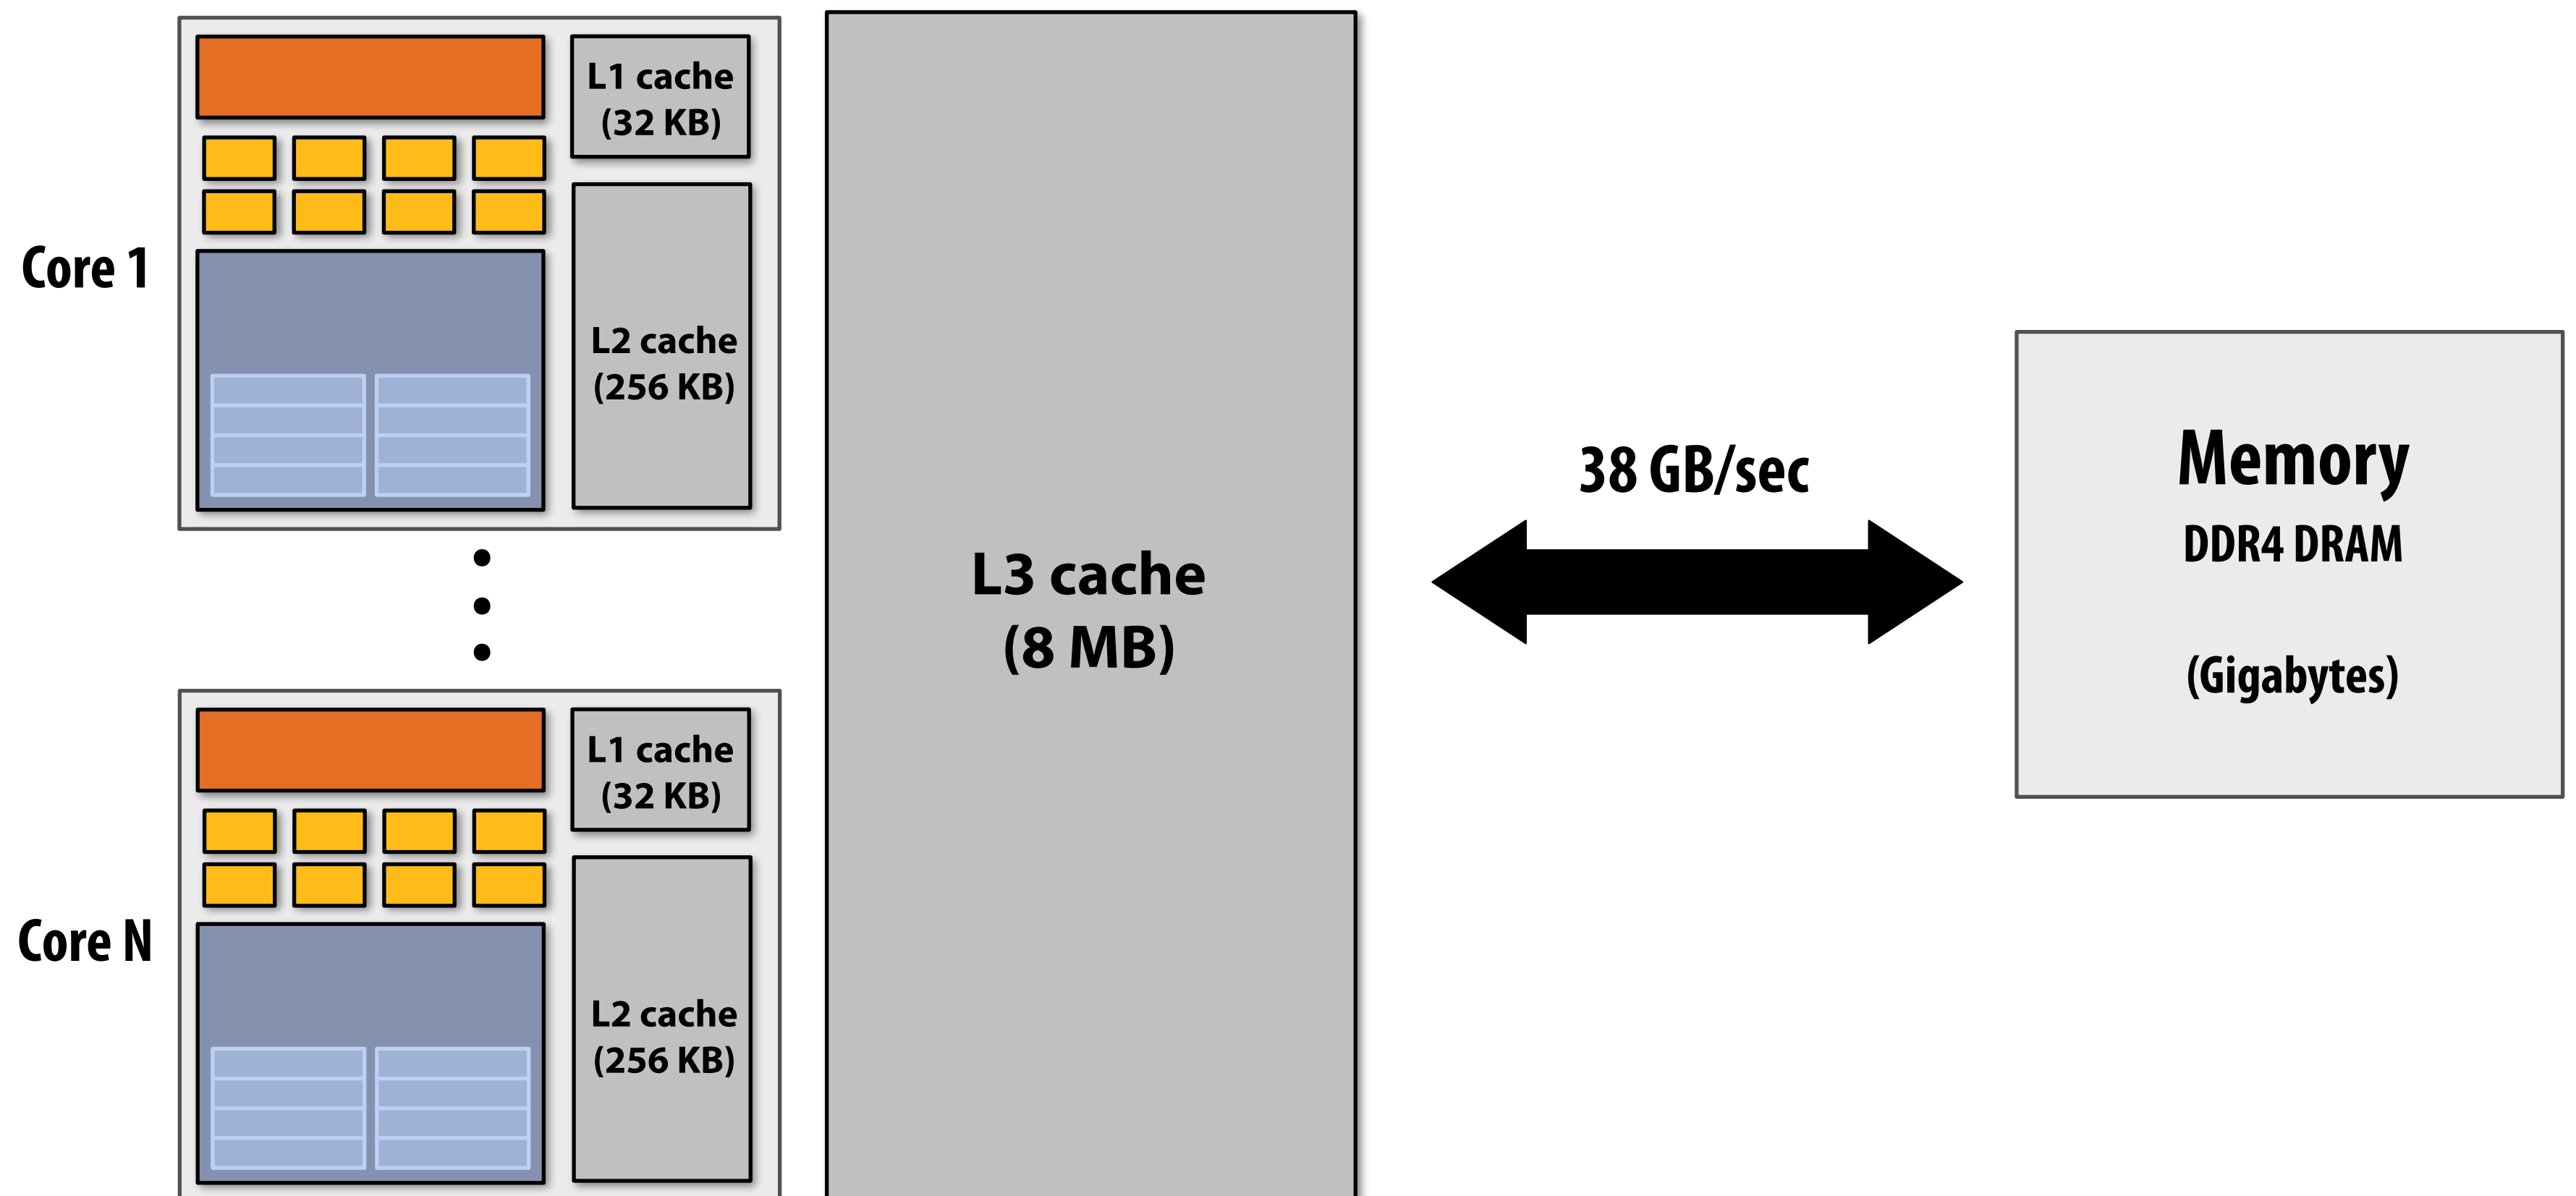 Core 1
L1 cache
(32 KB)
L2 cache
(256 KB)
Core N
L1 cache
(32 KB)
L2 cache
(256 KB)
L3 cache
(8 MB)
38 GB/sec
Memory
DDR4 DRAM
(Gigabytes)